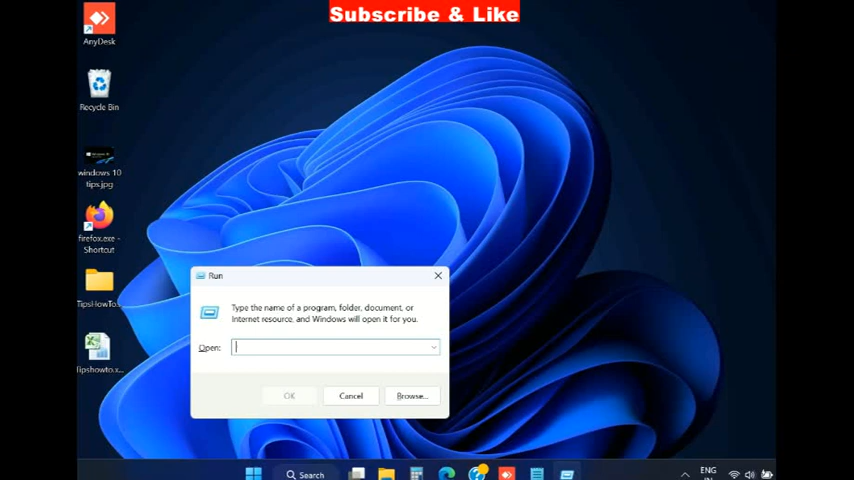 Subscribe & Like
AnyDesk
Recycle Bin
windows 10
tips.jpg
firefox.exe -
Shortcut
TipsHowTo.
Tipshowto.x...
Run
Type the name of a program, folder, document, or
Internet resource, and Windows will open it for you.
Open:
OK
Cancel
Browse...
Search
ENG
IN